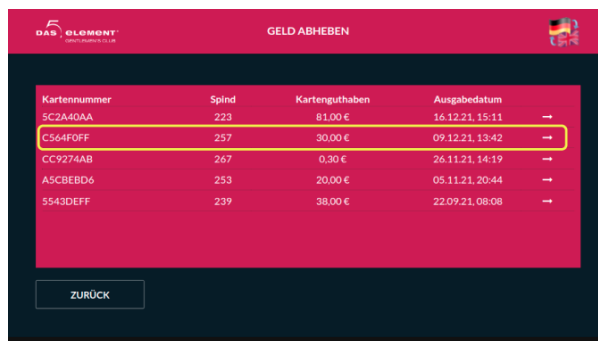 5
DAS ELEMENT
GENTLEMEN'S CLUB
GELD ABHEBEN
Kartennummer Spind Kartenguthaben Ausgabedatum
5C2A40AA 223 81,00 € 16.12.21, 15:11 →
C564F0FF 257 30,00 € 09.12.21, 13:42 →
CC9274AB 267 0,30 € 26.11.21, 14:19 →
A5CBEBD6 253 20,00 € 05.11.21, 20:44 →
5543DEFF 239 38,00 € 22.09.21, 08:08 →
ZURÜCK